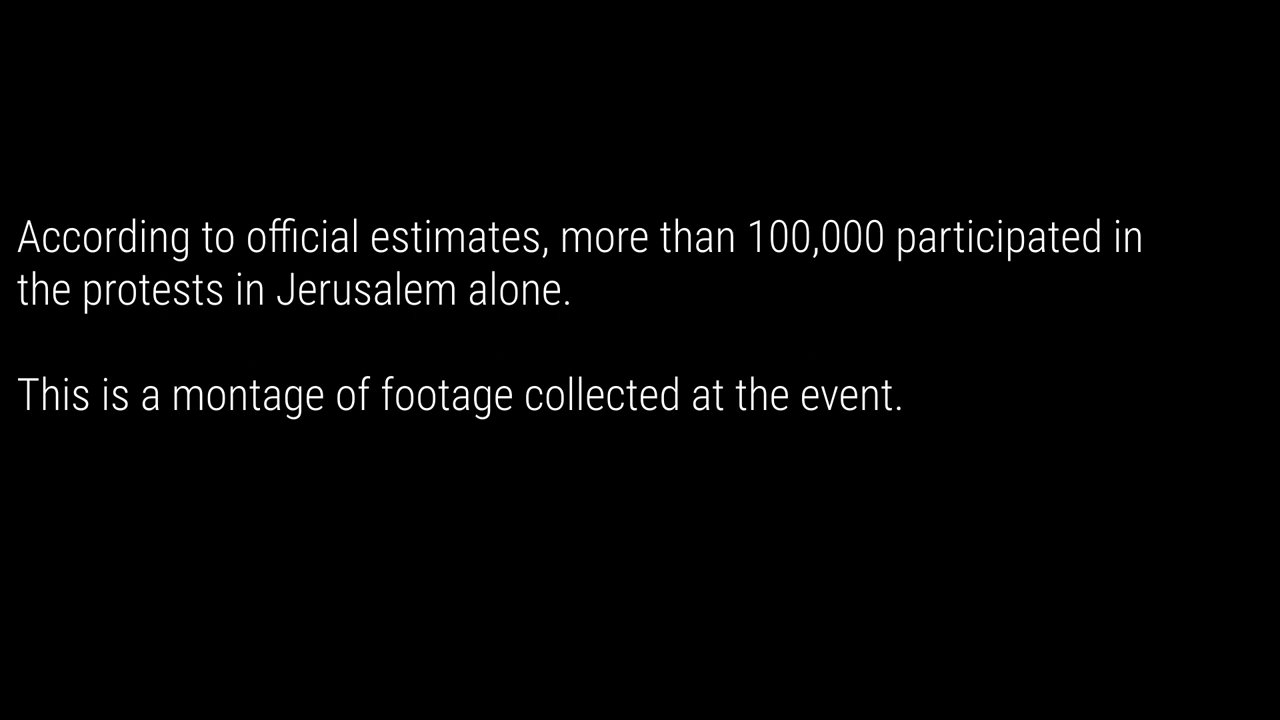 According to official estimates, more than 100,000 participated in
the protests in Jerusalem alone.
This is a montage of footage collected at the event.